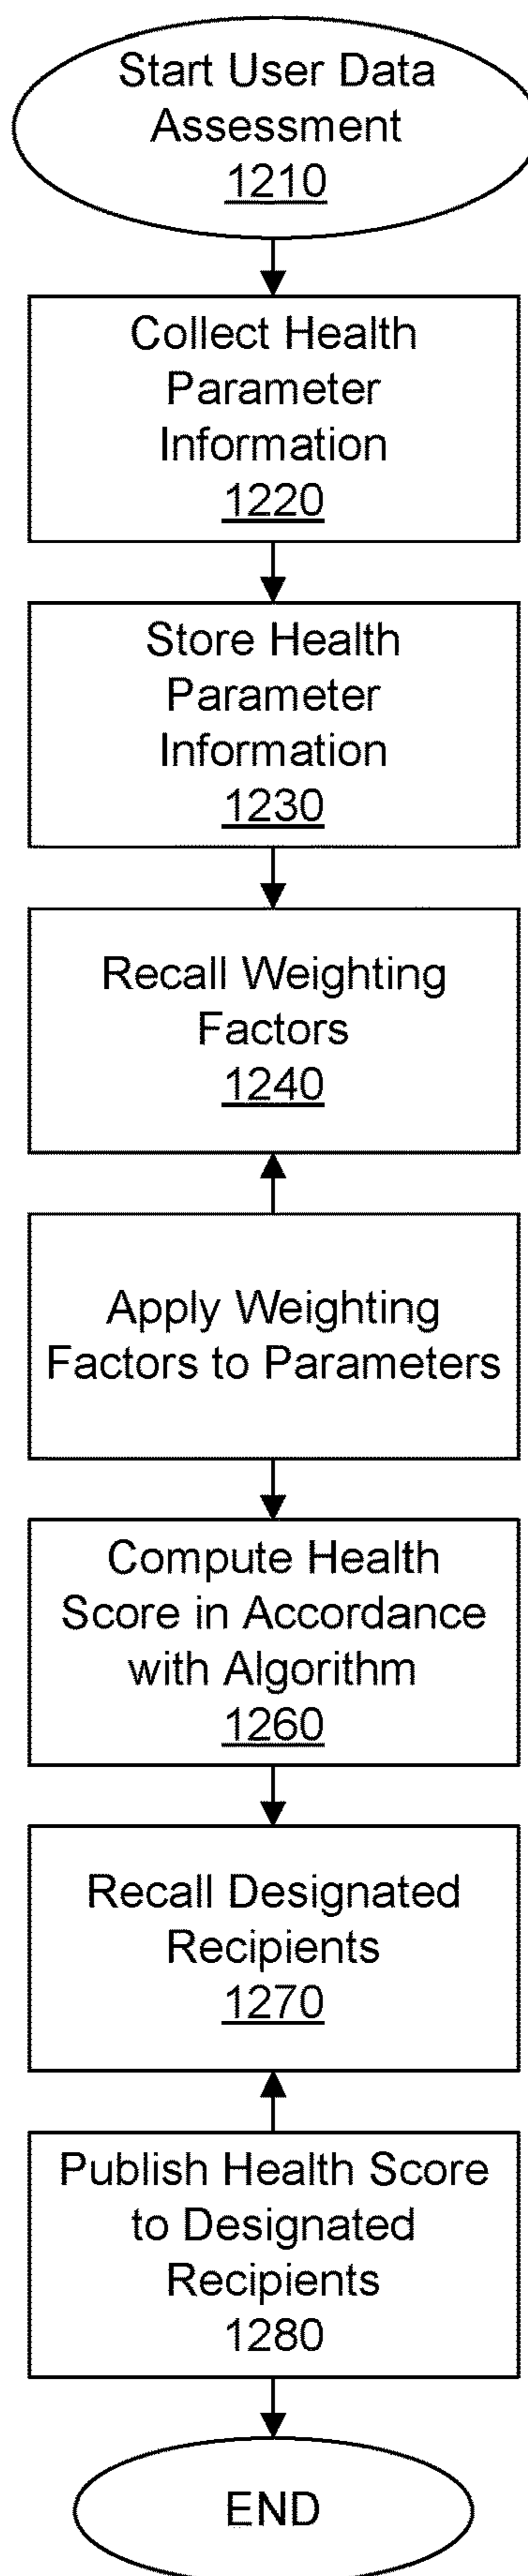 Start User Data
Assessment
1210
Collect Health
Parameter
Information
1220
Store Health
Parameter
Information
1230
Recall Weighting
Factors
1240
Apply Weighting
Factors to Parameters
Compute Health
Score in Accordance
with Algorithm
1260
Recall Designated
Recipients
1270
Publish Health Score
to Designated
Recipients
1280
END